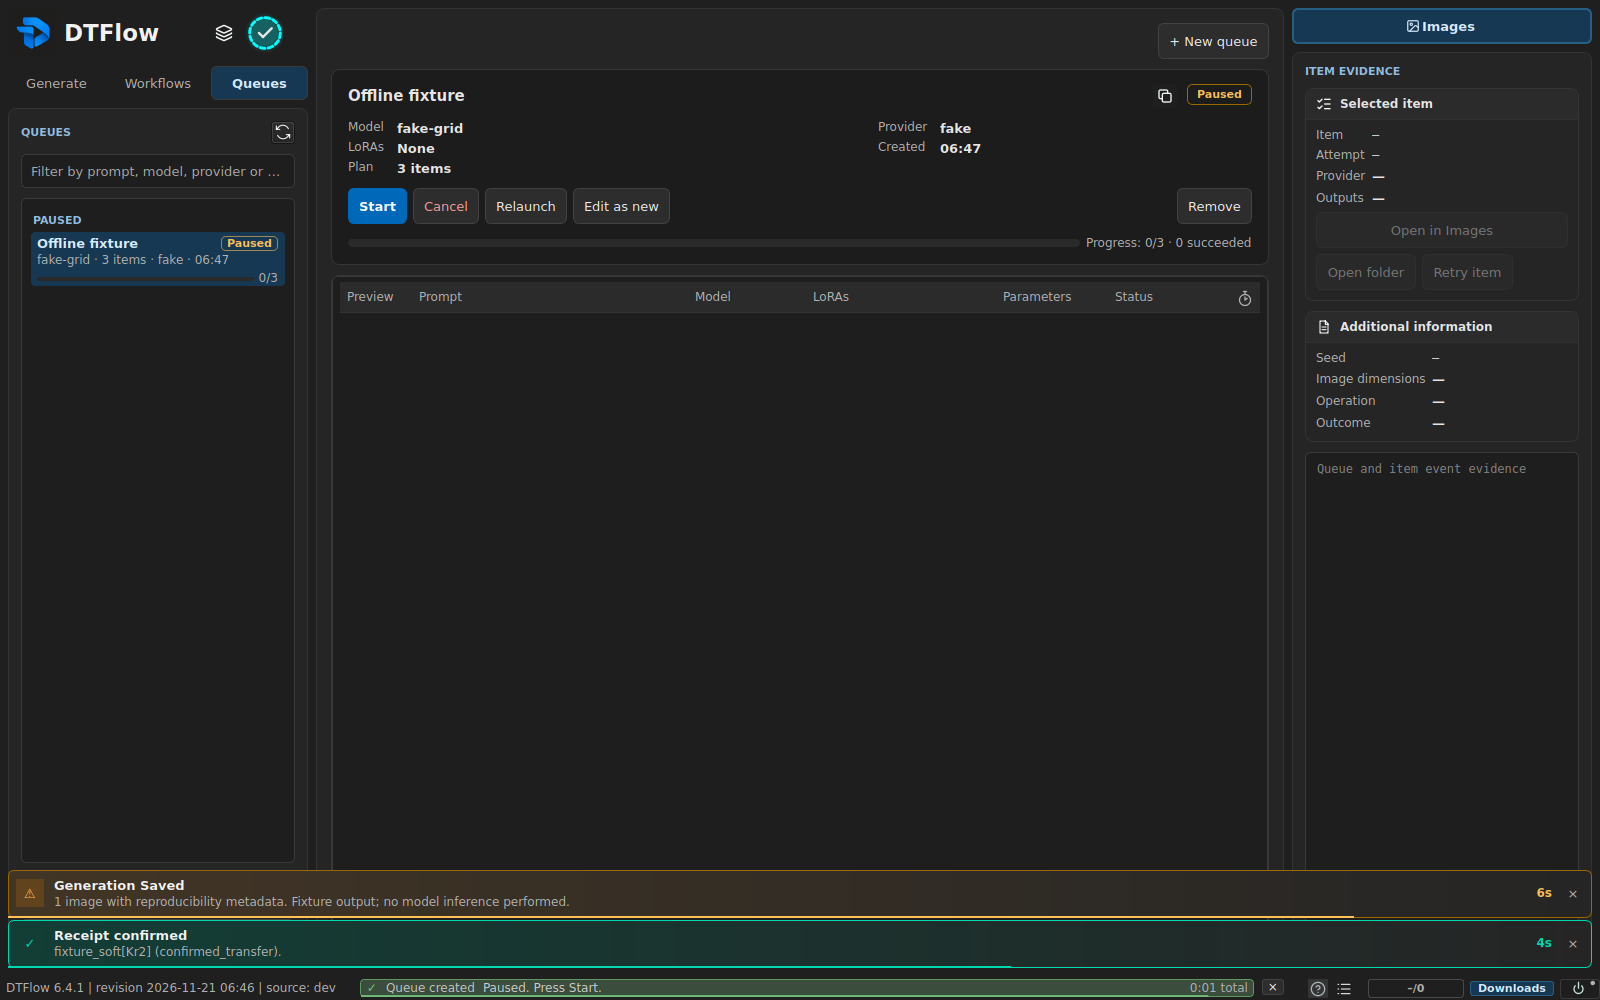 DTFlow
Generate
Workflows
Queues
QUEUES
Filter by prompt, model, provider or ...
PAUSED
Offline fixture
Paused
fake-grid · 3 items · fake · 06:47
0/3
+ New queue
Offline fixture
Paused
Model fake-grid
Provider fake
LoRAs None
Created 06:47
Plan 3 items
Start
Cancel
Relaunch
Edit as new
Remove
Progress: 0/3 · 0 succeeded
Preview
Prompt
Model
LoRAs
Parameters
Status
Images
ITEM EVIDENCE
Selected item
Item –
Attempt –
Provider —
Outputs —
Open in Images
Open folder
Retry item
Additional information
Seed –
Image dimensions —
Operation —
Outcome —
Queue and item event evidence
⚠
Generation Saved
1 image with reproducibility metadata. Fixture output; no model inference performed.
6s
×
✓
Receipt confirmed
fixture_soft[Kr2] (confirmed_transfer).
4s
×
DTFlow 6.4.1 | revision 2026-11-21 06:46 | source: dev
✓ Queue created Paused. Press Start.
0:01 total
×
–/0
Downloads